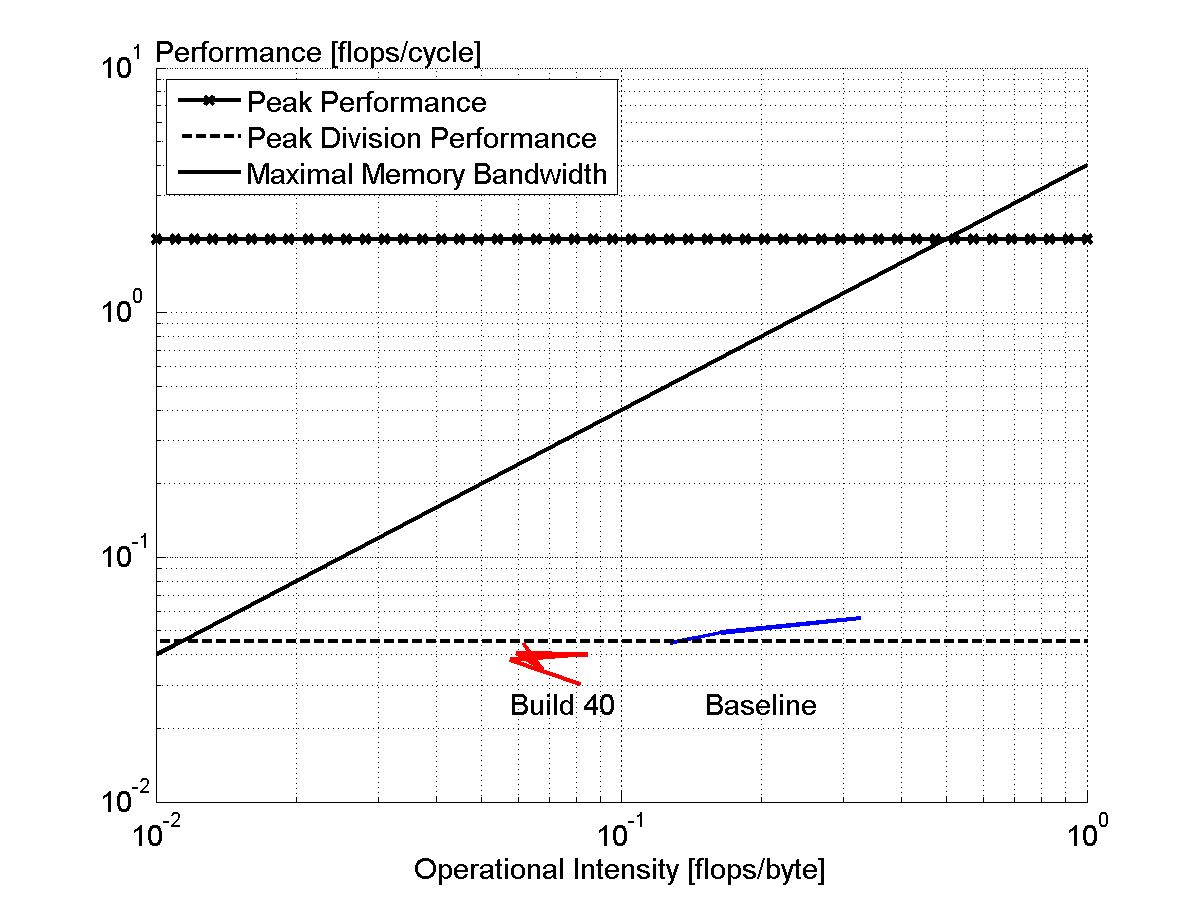 Performance [flops/cycle]
10^1
Peak Performance
Peak Division Performance
Maximal Memory Bandwidth
10^0
10^-1
Build 40
Baseline
10^-2
10^-2
10^-1
10^0
Operational Intensity [flops/byte]